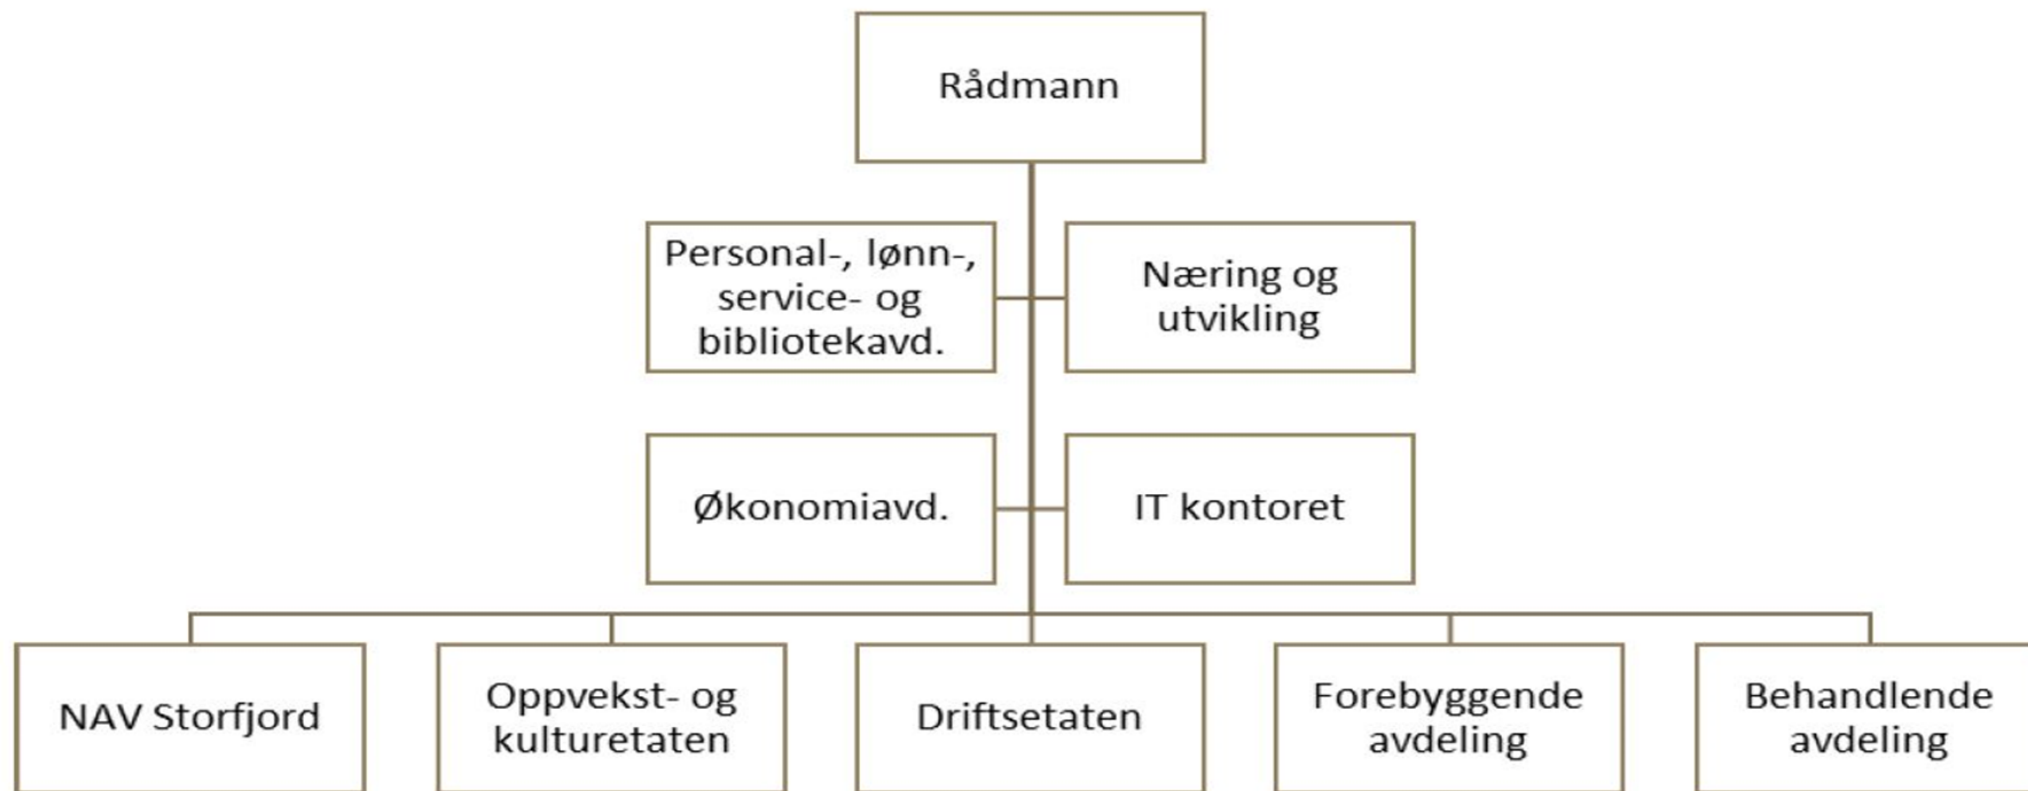 Rådmann
Personal-, lønn-,
service- og
bibliotekavd.
Næring og
utvikling
Økonomiavd.
IT kontoret
NAV Storfjord
Oppvekst- og
kulturetaten
Driftsetaten
Forebyggende
avdeling
Behandlende
avdeling